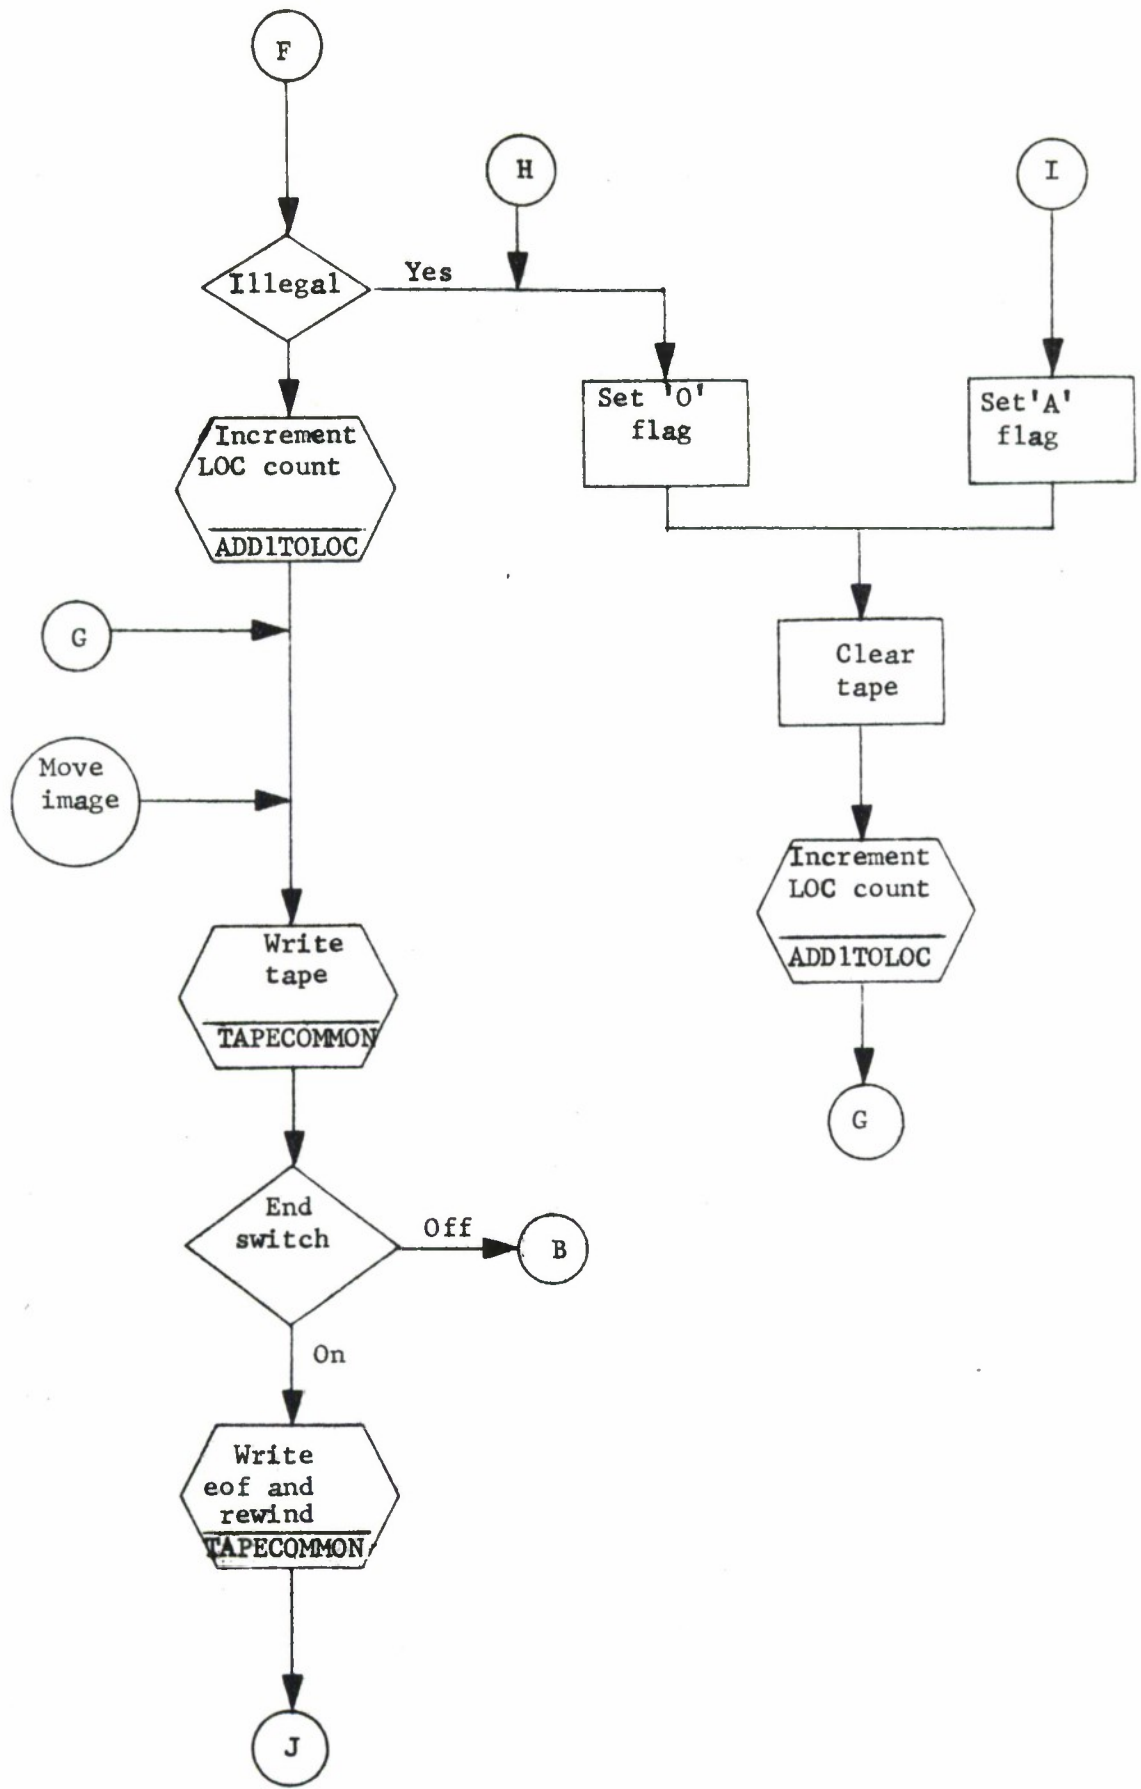 F
H
I
Illegal
Yes
Set 'O'
flag
Set'A'
flag
Increment
LOC count
ADD1TOLOC
G
Clear
tape
Move
image
Increment
LOC count
ADD1TOLOC
Write
tape
TAPECOMMON
G
End
switch
Off
B
On
Write
eof and
rewind
TAPECOMMON
J